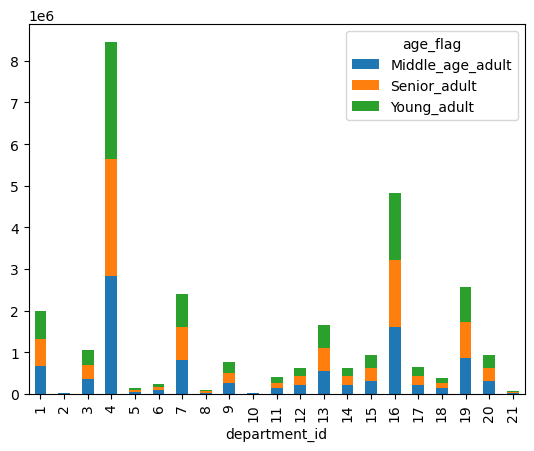 1e6
age_flag
Middle_age_adult
Senior_adult
Young_adult
8
7
6
5
4
3
2
1
0
1 2 3 4 5 6 7 8 9 10 11 12 13 14 15 16 17 18 19 20 21
department_id